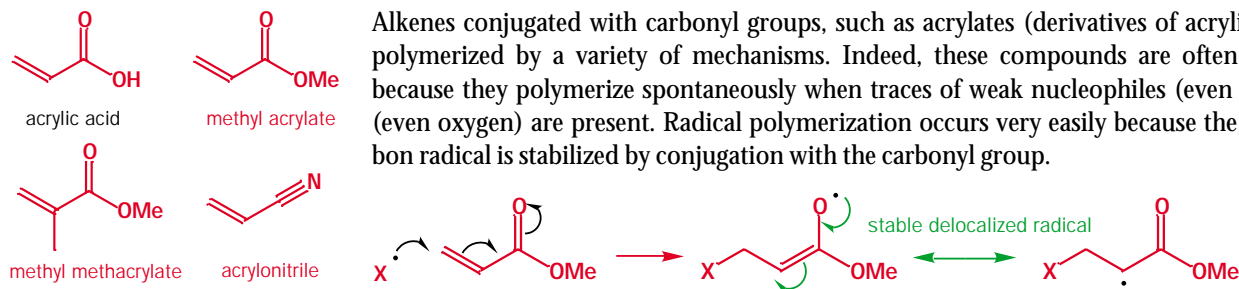 Alkenes conjugated with carbonyl groups, such as acrylates (derivatives of acryli
polymerized by a variety of mechanisms. Indeed, these compounds are often
because they polymerize spontaneously when traces of weak nucleophiles (even
(even oxygen) are present. Radical polymerization occurs very easily because the
bon radical is stabilized by conjugation with the carbonyl group.
O
OH
acrylic acid
O
OMe
methyl acrylate
O
OMe
methyl methacrylate
N
acrylonitrile
X
O
OMe
O
X
OMe
stable delocalized radical
O
X
OMe